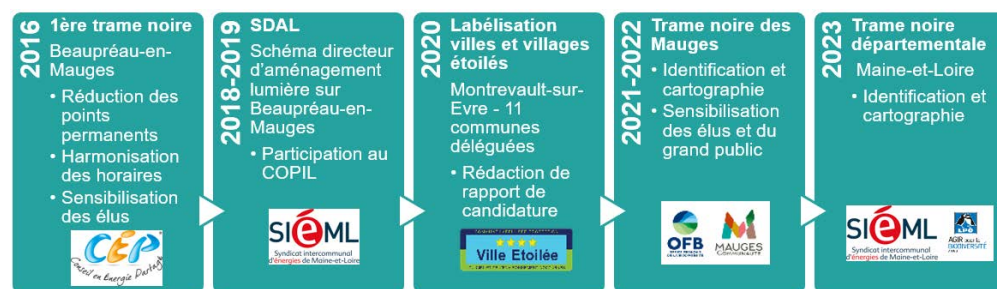 2016
1ère trame noire
Beaupréau-en-
Mauges
• Réduction des
points
permanents
• Harmonisation
des horaires
• Sensibilisation
des élus
CEP
Conseil en Energie Partagé
2018-2019
SDAL
Schéma directeur
d'aménagement
lumière sur
Beaupréau-en-
Mauges
• Participation au
COPIL
SIÉML
Syndicat intercommunal
d'énergies de Maine-et-Loire
2020
Labélisation
villes et villages
étoilés
Montrevault-sur-
Evre - 11
communes
déléguées
• Rédaction de
rapport de
candidature
Ville Etoilée
2021-2022
Trame noire des
Mauges
• Identification et
cartographie
• Sensibilisation
des élus et du
grand public
OFB
MAUGES
COMMUNAUTÉ
2023
Trame noire
départementale
Maine-et-Loire
• Identification et
cartographie
SIÉML
Syndicat intercommunal
d'énergies de Maine-et-Loire
LPO
AGIR pour la
BIODIVERSITÉ